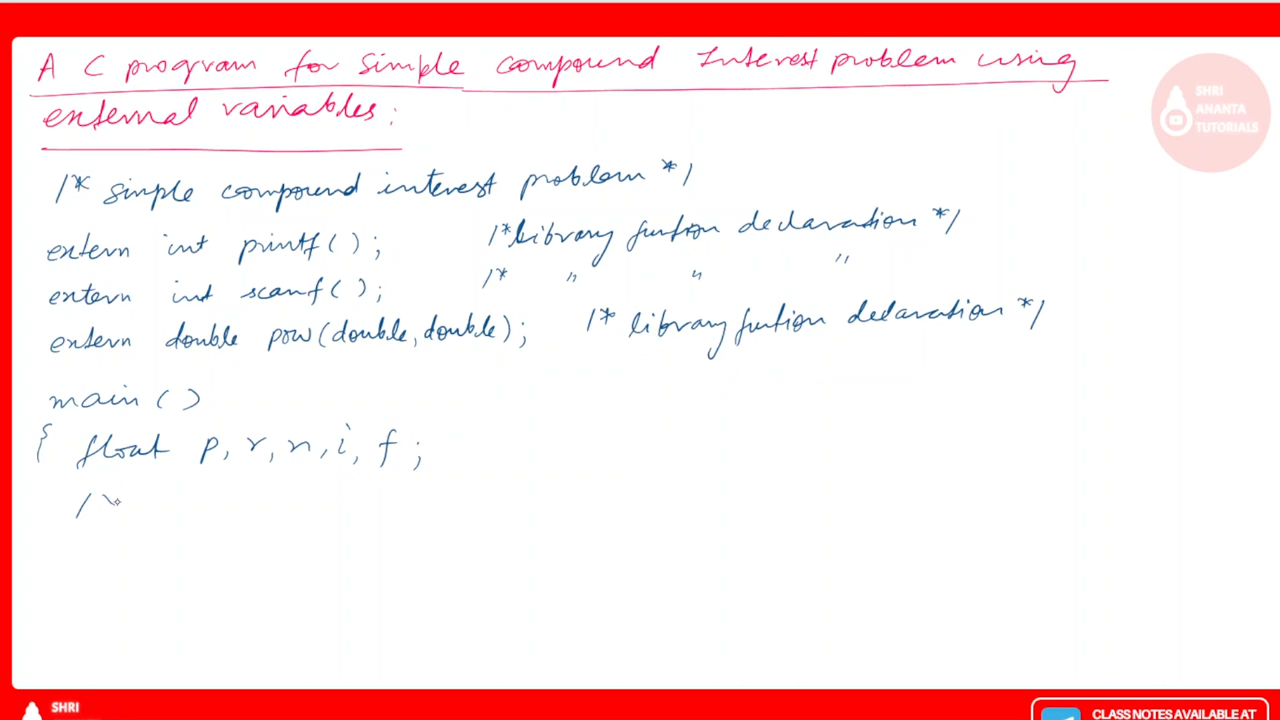 A C program for simple compound Interest problem using
external variables:
SHRI
ANANTA
TUTORIALS
/* simple compound interest problem */
extern int printf(); /*library function declaration */
extern int scanf(); /* " " "
extern double pow(double, double); /* library function declaration */
main()
{ float p, r, n, i, f;
/*
SHRI
CLASS NOTES AVAILABLE AT